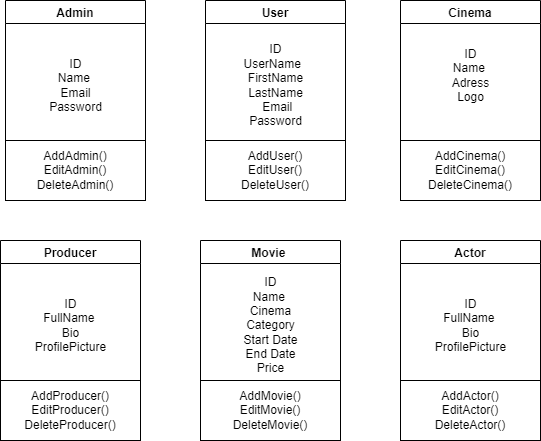 Admin
ID
Name
Email
Password
AddAdmin()
EditAdmin()
DeleteAdmin()
User
ID
UserName
FirstName
LastName
Email
Password
AddUser()
EditUser()
DeleteUser()
Cinema
ID
Name
Adress
Logo
AddCinema()
EditCinema()
DeleteCinema()
Producer
ID
FullName
Bio
ProfilePicture
AddProducer()
EditProducer()
DeleteProducer()
Movie
ID
Name
Cinema
Category
Start Date
End Date
Price
AddMovie()
EditMovie()
DeleteMovie()
Actor
ID
FullName
Bio
ProfilePicture
AddActor()
EditActor()
DeleteActor()